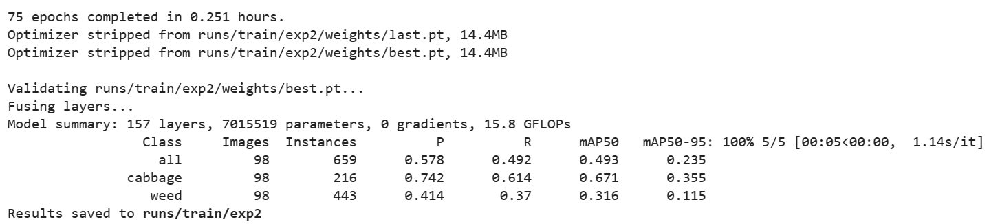 75 epochs completed in 0.251 hours.
Optimizer stripped from runs/train/exp2/weights/last.pt, 14.4MB
Optimizer stripped from runs/train/exp2/weights/best.pt, 14.4MB
Validating runs/train/exp2/weights/best.pt...
Fusing layers...
Model summary: 157 layers, 7015519 parameters, 0 gradients, 15.8 GFLOPs
Class Images Instances P R mAP50 mAP50-95: 100% 5/5 [00:05<00:00, 1.14s/it]
all 98 659 0.578 0.492 0.493 0.235
cabbage 98 216 0.742 0.614 0.671 0.355
weed 98 443 0.414 0.37 0.316 0.115
Results saved to runs/train/exp2